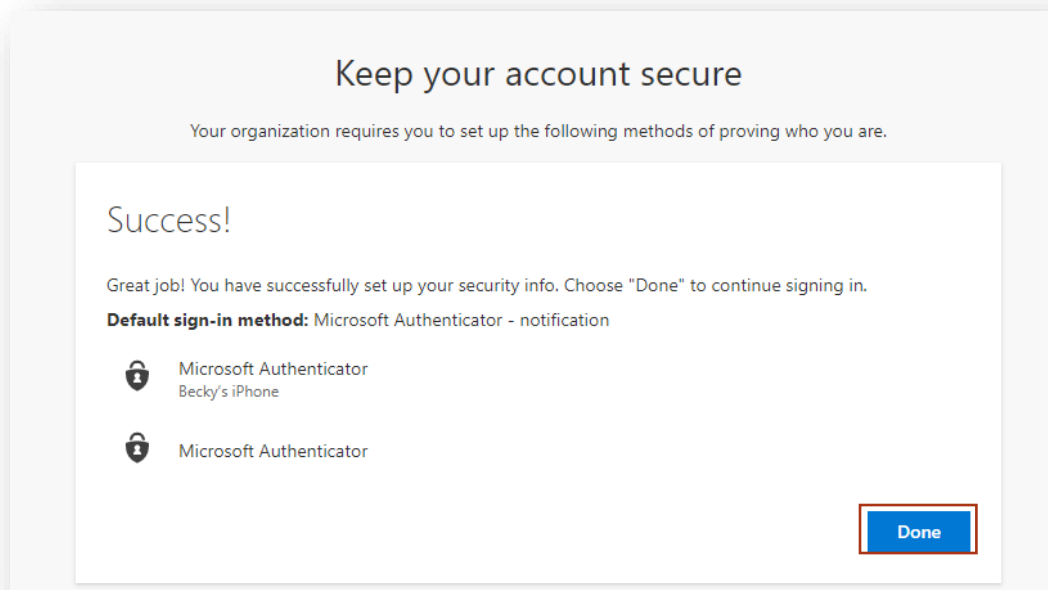 Keep your account secure
Your organization requires you to set up the following methods of proving who you are.
Success!
Great job! You have successfully set up your security info. Choose "Done" to continue signing in.
Default sign-in method: Microsoft Authenticator - notification
Microsoft Authenticator
Becky’s iPhone
Microsoft Authenticator
Done